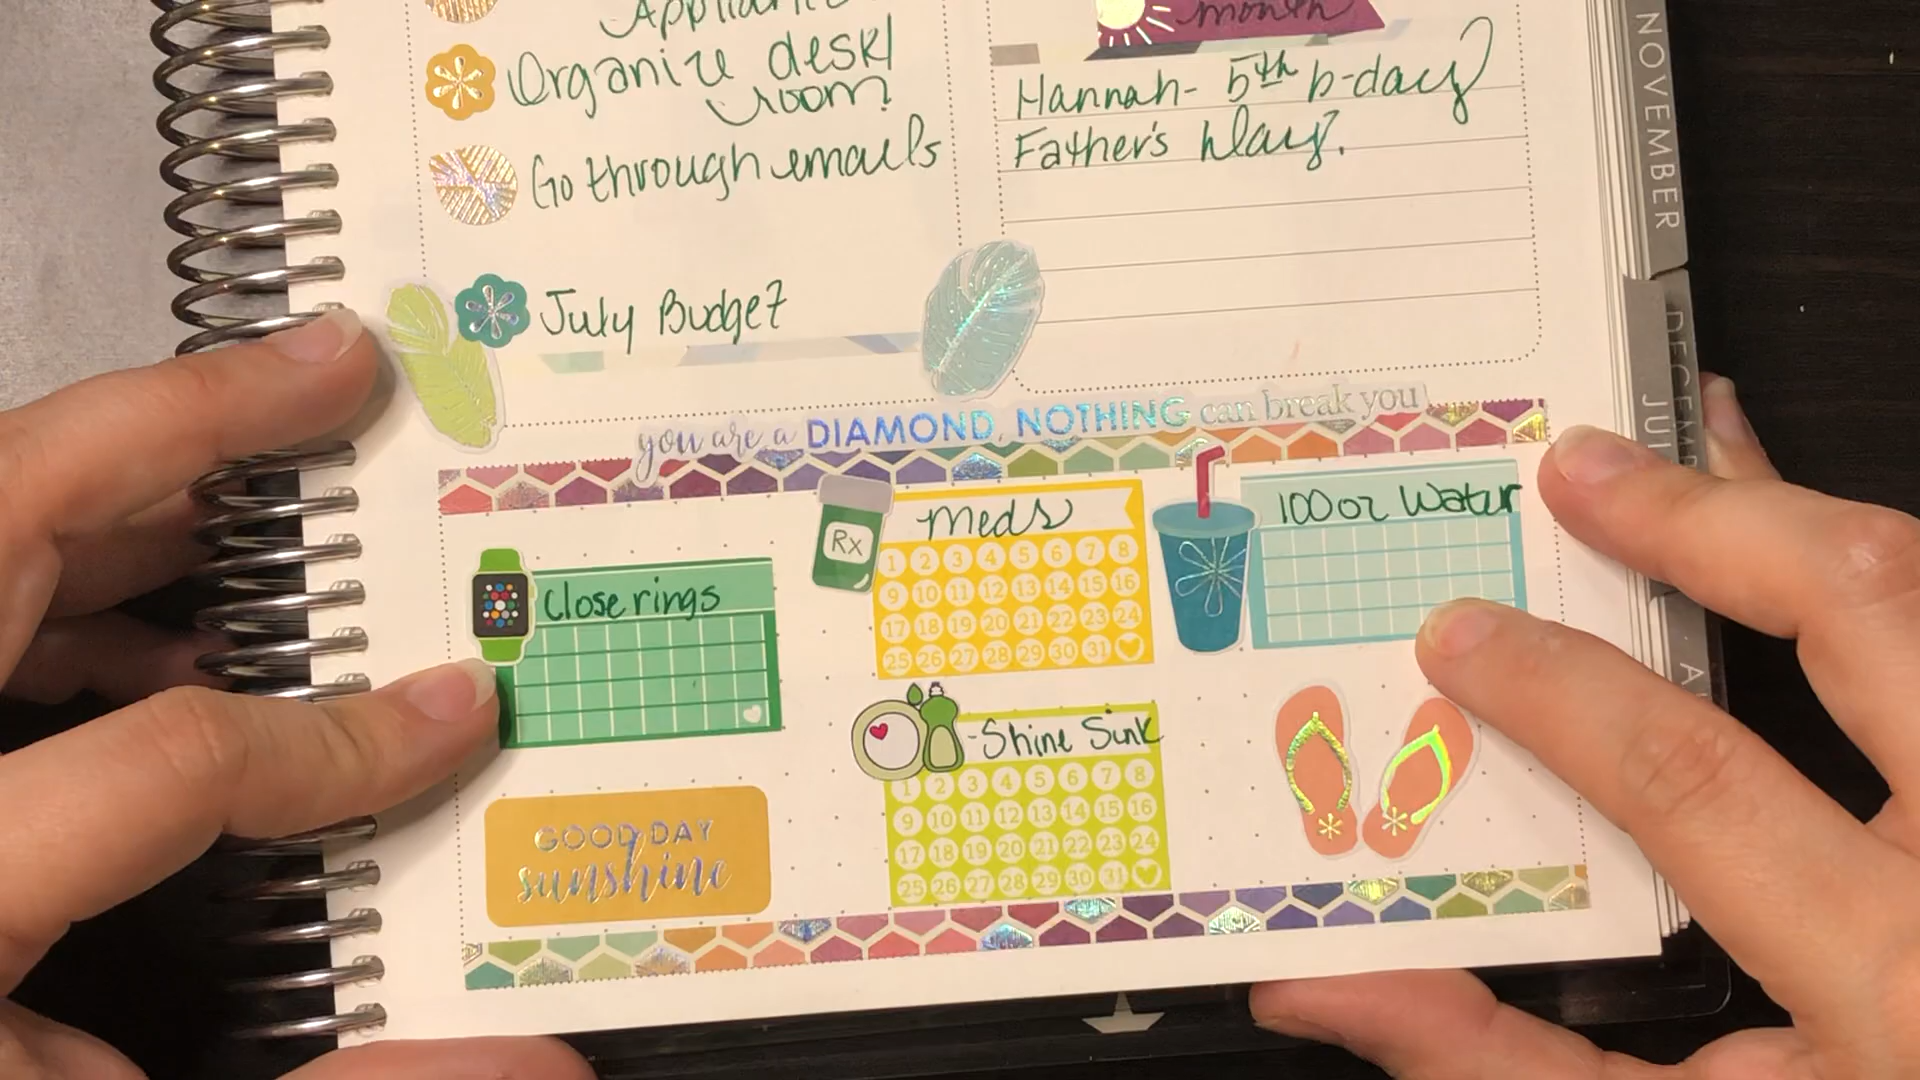 month
Organize desk/
room?
Go through emails
July Budget
Hannah- 5th b-day
Father's Day.
you are a DIAMOND, NOTHING can break you
Close rings
Rx
Meds
1 2 3 4 5 6 7 8
9 10 11 12 13 14 15 16
17 18 19 20 21 22 23 24
25 26 27 28 29 30 31
100 oz Water
-Shine Sink
1 2 3 4 5 6 7 8
9 10 11 12 13 14 15 16
17 18 19 20 21 22 23 24
25 26 27 28 29 30 31
GOOD DAY
sunshine
NOVEMBER
DECEMB
JUL